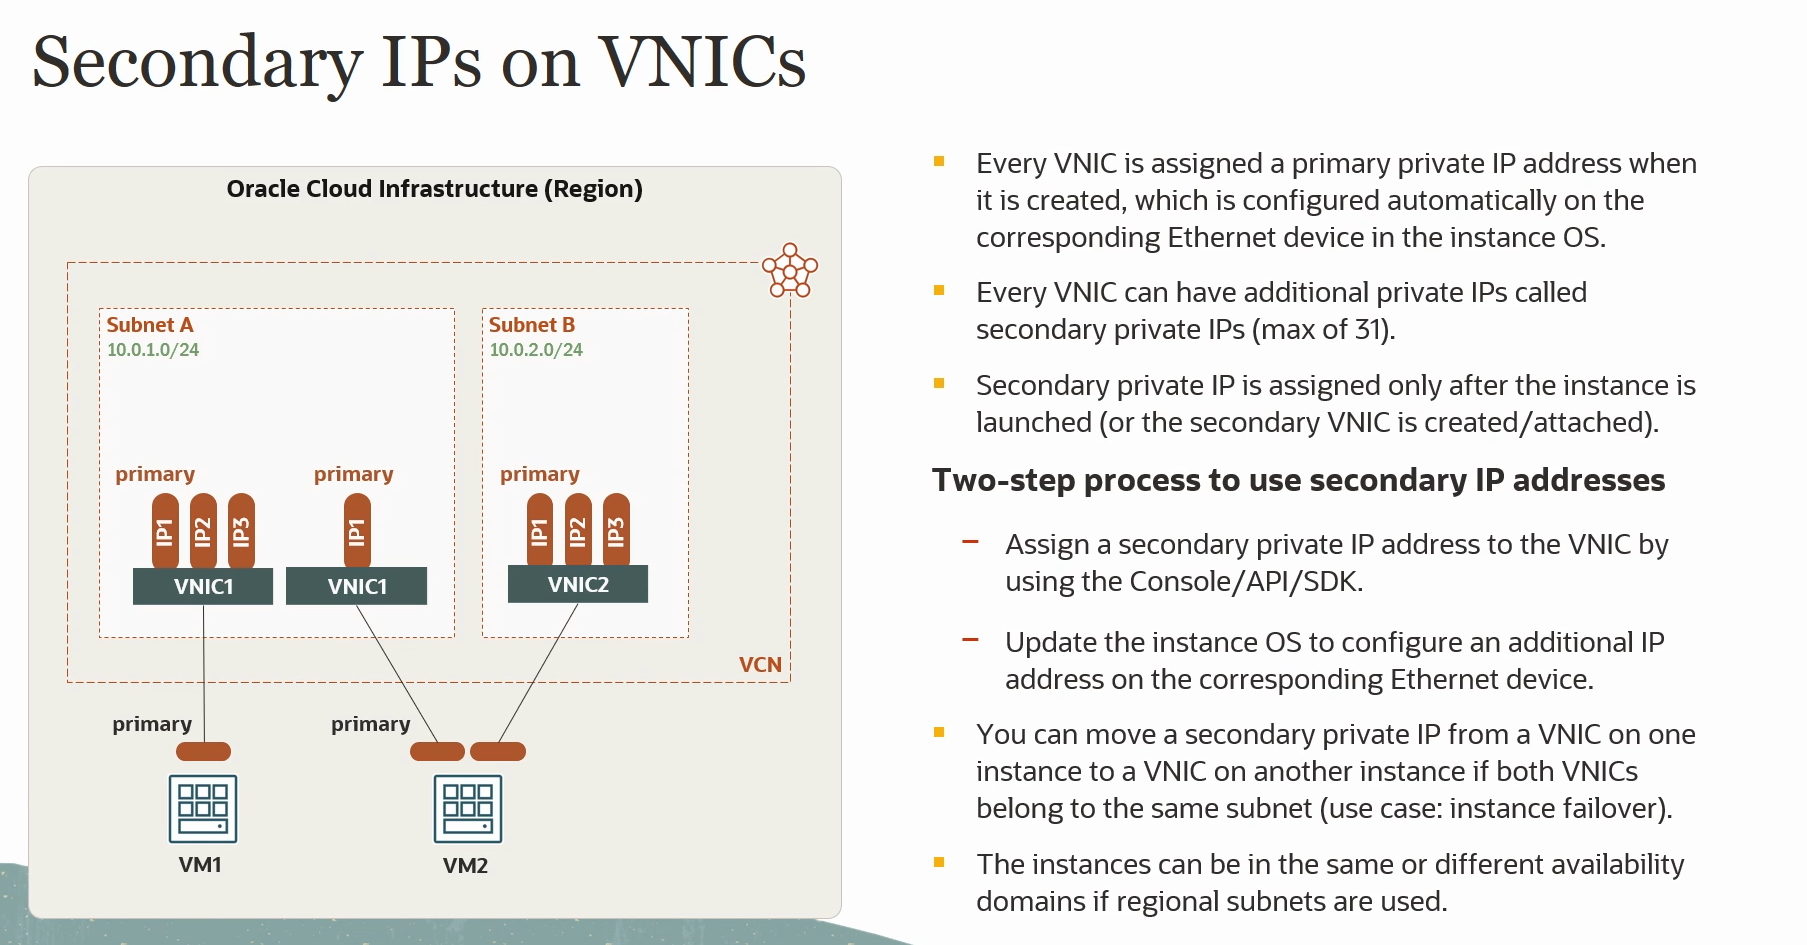 Secondary IPs on VNICs
Oracle Cloud Infrastructure (Region)
Subnet A
10.0.1.0/24
Subnet B
10.0.2.0/24
primary
primary
primary
IP1
IP2
IP3
IP1
IP1
IP2
IP3
VNIC1
VNIC1
VNIC2
VCN
primary
primary
VM1
VM2
Every VNIC is assigned a primary private IP address when
it is created, which is configured automatically on the
corresponding Ethernet device in the instance OS.
Every VNIC can have additional private IPs called
secondary private IPs (max of 31).
Secondary private IP is assigned only after the instance is
launched (or the secondary VNIC is created/attached).
Two-step process to use secondary IP addresses
– Assign a secondary private IP address to the VNIC by
using the Console/API/SDK.
– Update the instance OS to configure an additional IP
address on the corresponding Ethernet device.
You can move a secondary private IP from a VNIC on one
instance to a VNIC on another instance if both VNICs
belong to the same subnet (use case: instance failover).
The instances can be in the same or different availability
domains if regional subnets are used.